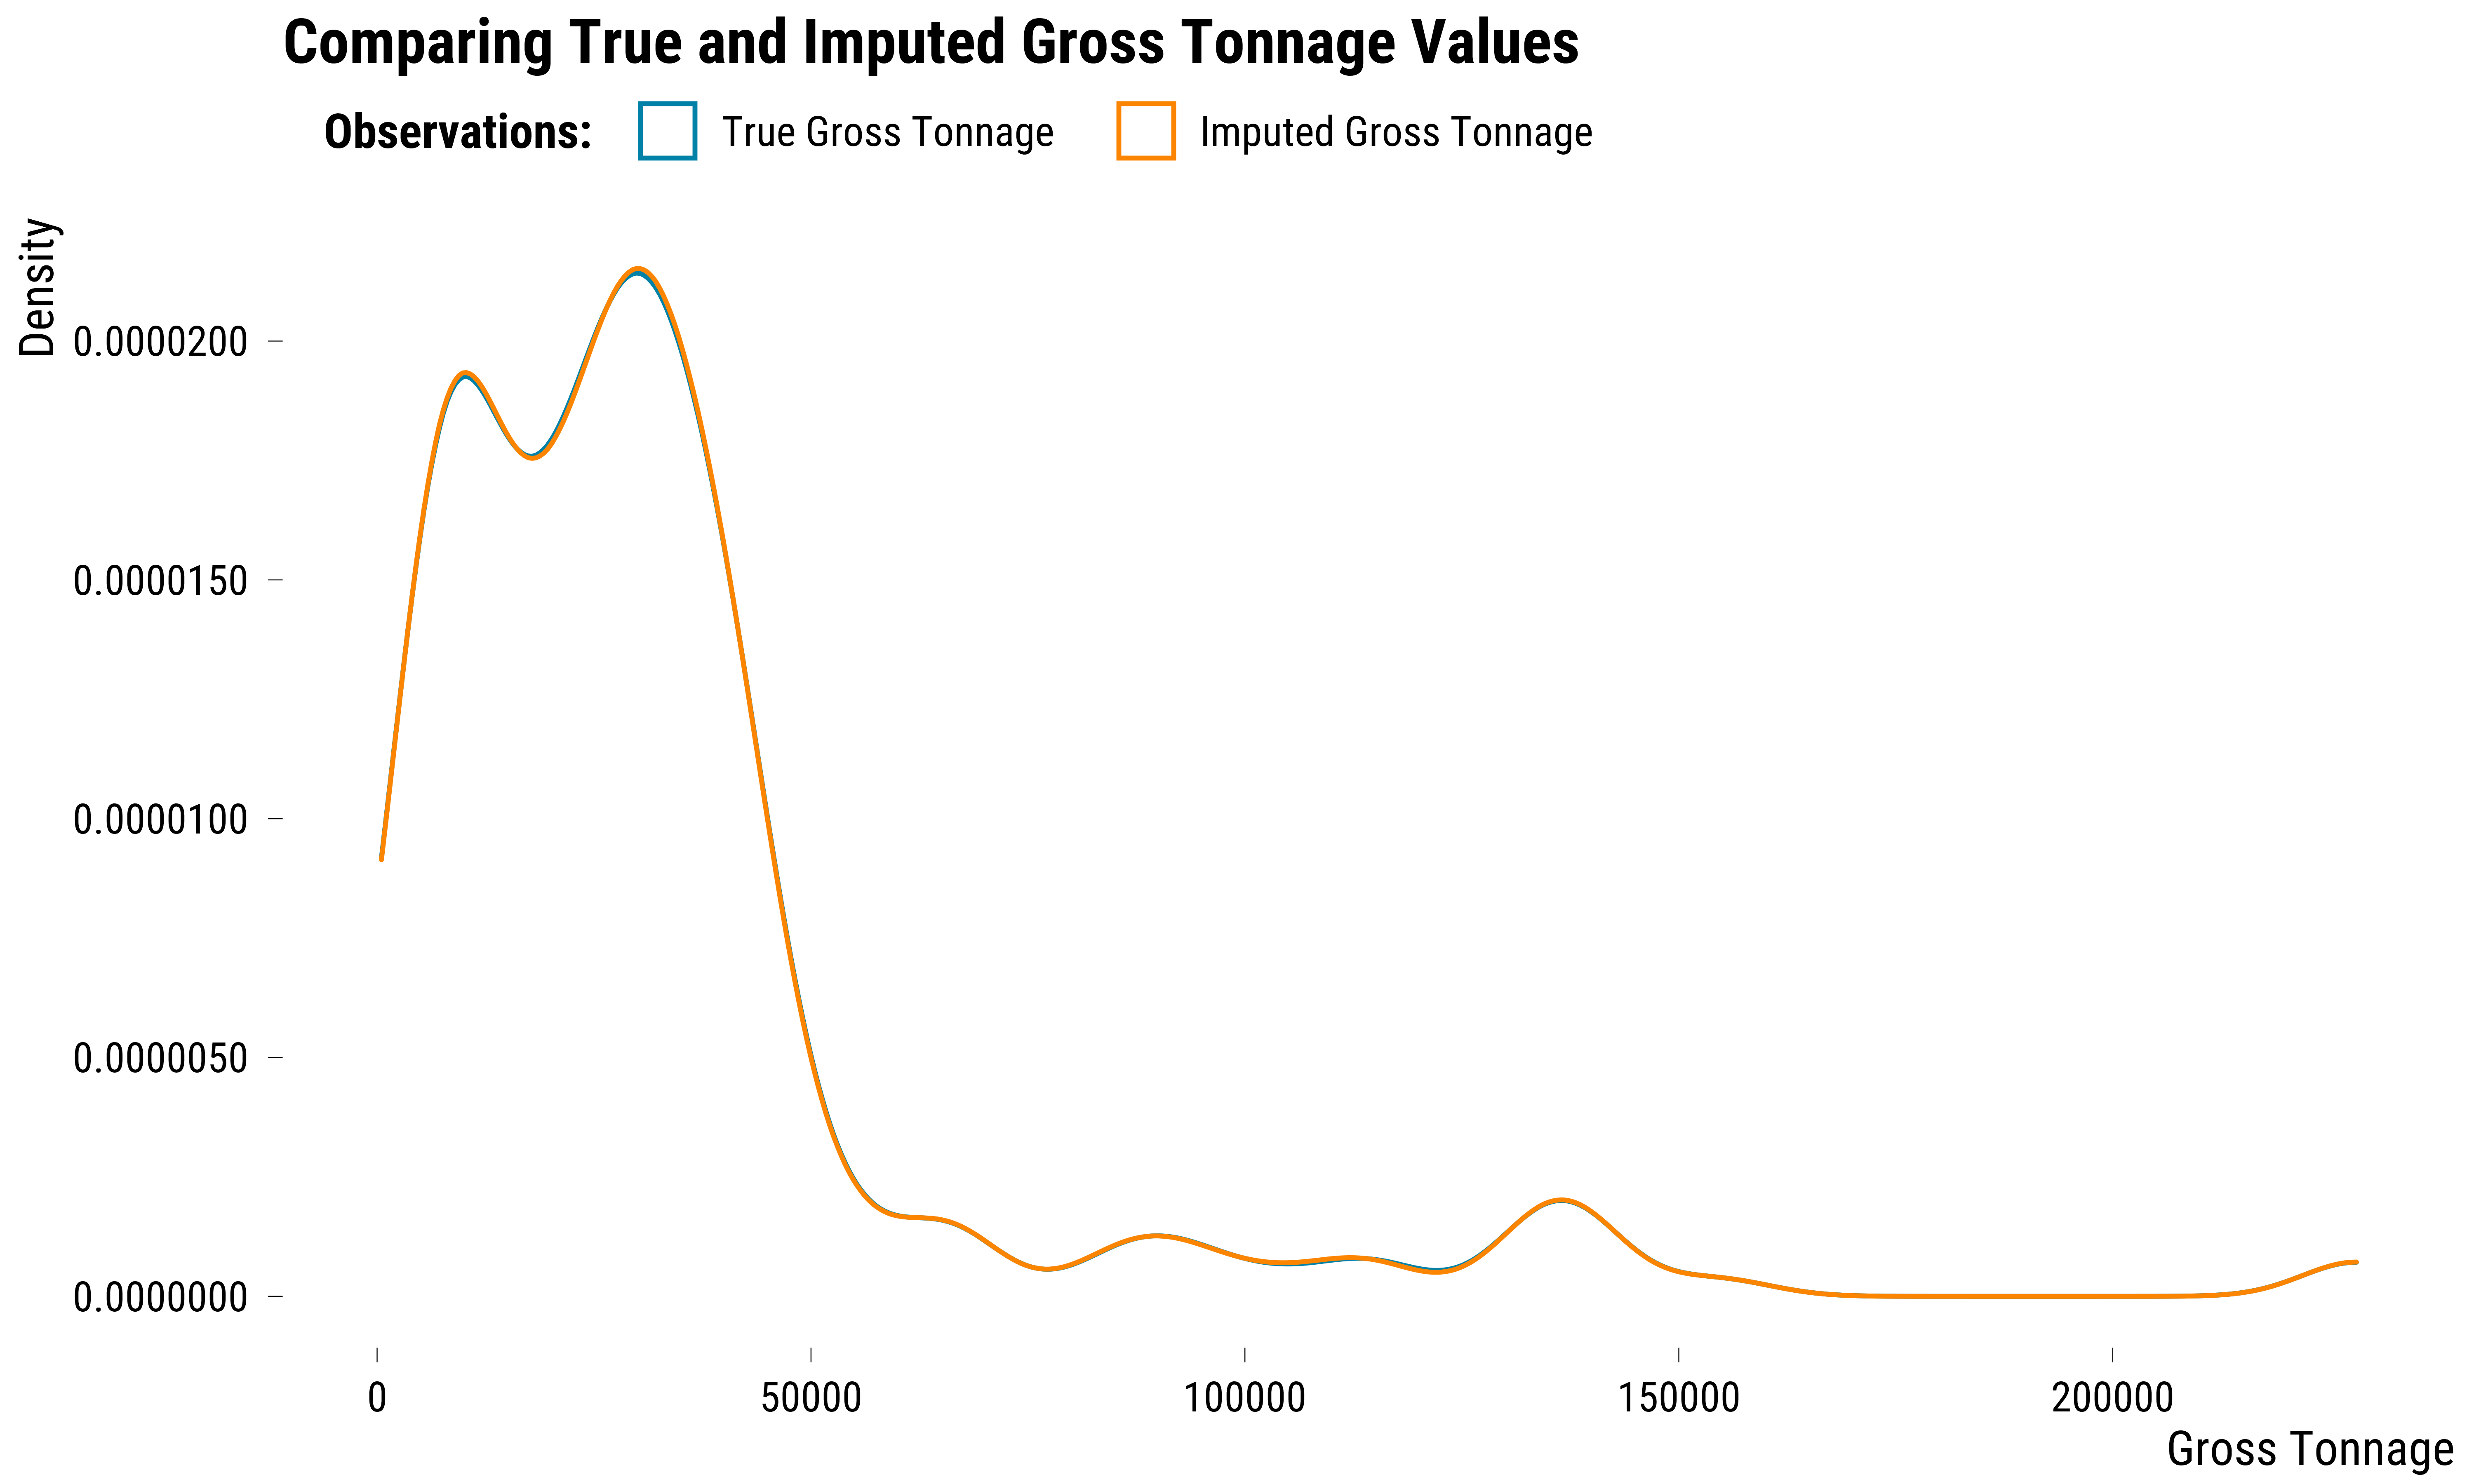 Comparing True and Imputed Gross Tonnage Values
Observations: True Gross Tonnage Imputed Gross Tonnage
Density
0.0000200
0.0000150
0.0000100
0.0000050
0.0000000
0 50000 100000 150000 200000
Gross Tonnage